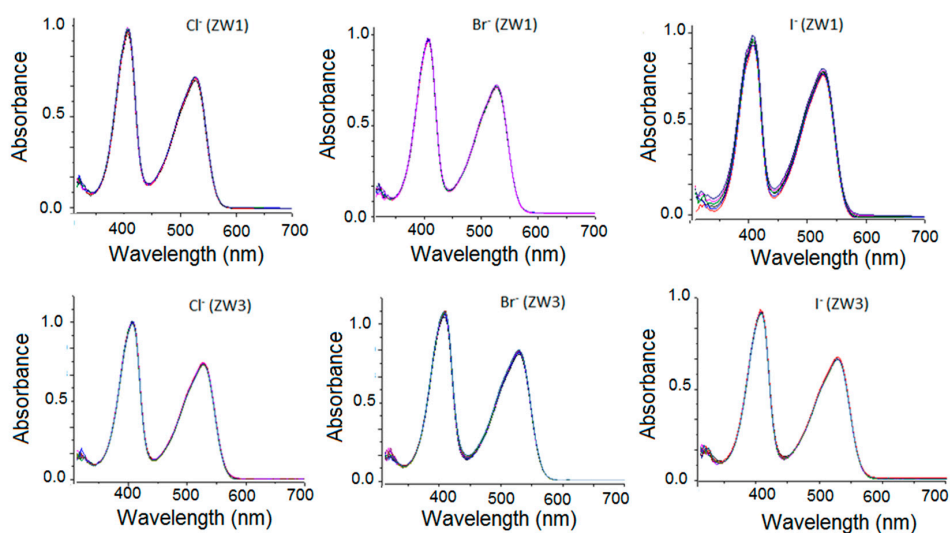 Cl⁻ (ZW1)
Absorbance
1.0
0.5
0.0
400 500 600 700
Wavelength (nm)
Br⁻ (ZW1)
Absorbance
1.0
0.5
0.0
400 500 600 700
Wavelength (nm)
I⁻ (ZW1)
Absorbance
1.0
0.5
0.0
400 500 600 700
Wavelength (nm)
Cl⁻ (ZW3)
Absorbance
1.0
0.5
0.0
400 500 600 700
Wavelength (nm)
Br⁻ (ZW3)
Absorbance
1.0
0.5
0.0
400 500 600 700
Wavelength (nm)
I⁻ (ZW3)
Absorbance
1.0
0.5
0.0
400 500 600 700
Wavelength (nm)